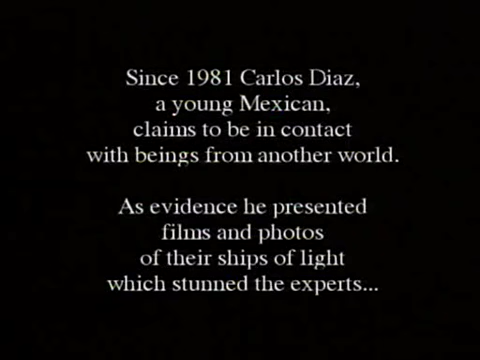 Since 1981 Carlos Diaz,
a young Mexican,
claims to be in contact
with beings from another world.
As evidence he presented
films and photos
of their ships of light
which stunned the experts...